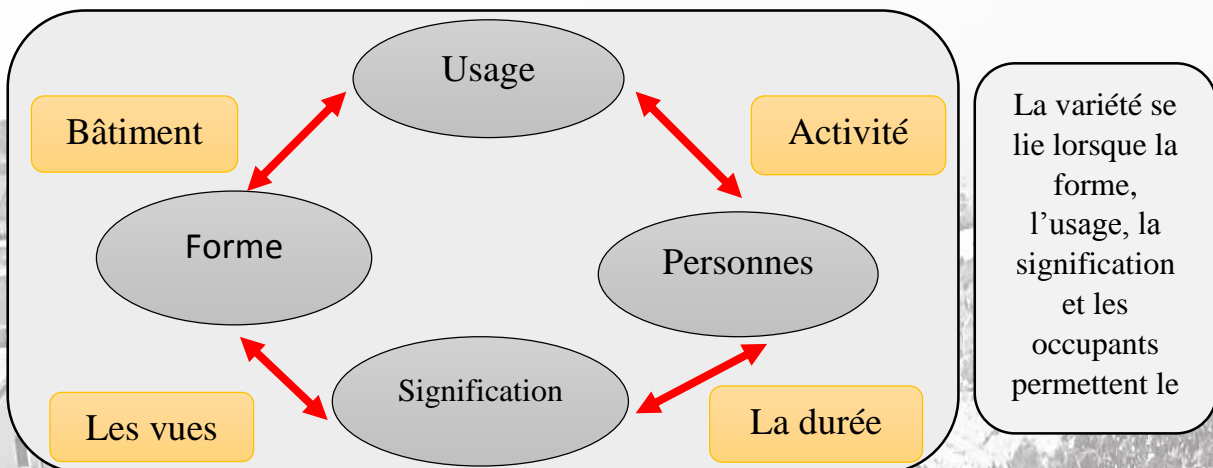 Usage
Bâtiment
Activité
Forme
Personnes
Signification
Les vues
La durée
La variété se
lie lorsque la
forme,
l’usage, la
signification
et les
occupants
permettent le